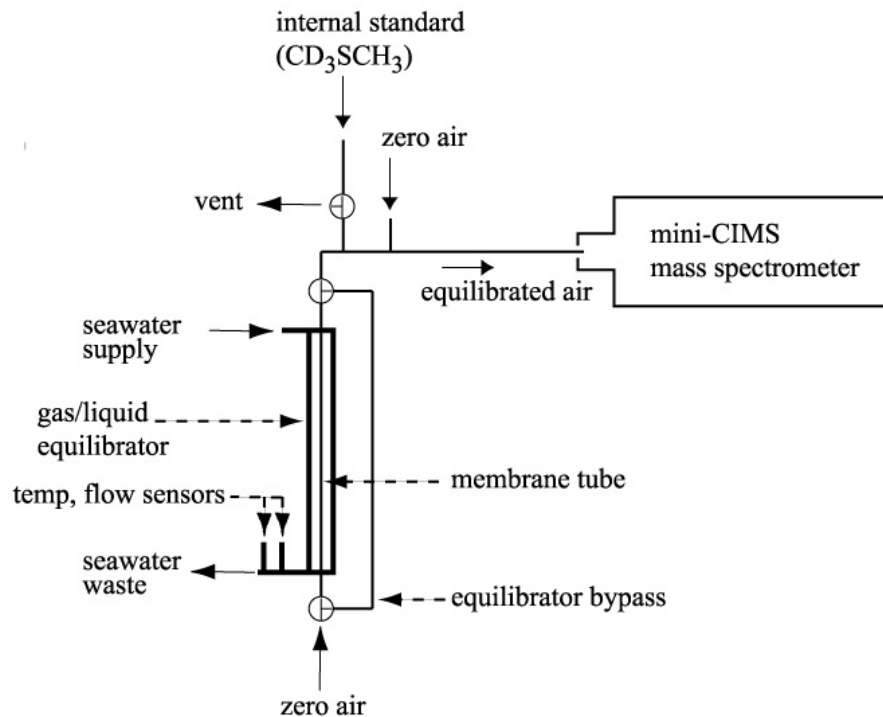 internal standard
(CD3SCH3)
zero air
vent
mini-CIMS
mass spectrometer
equilibrated air
seawater
supply
gas/liquid
equilibrator
membrane tube
temp, flow sensors
seawater
waste
equilibrator bypass
zero air